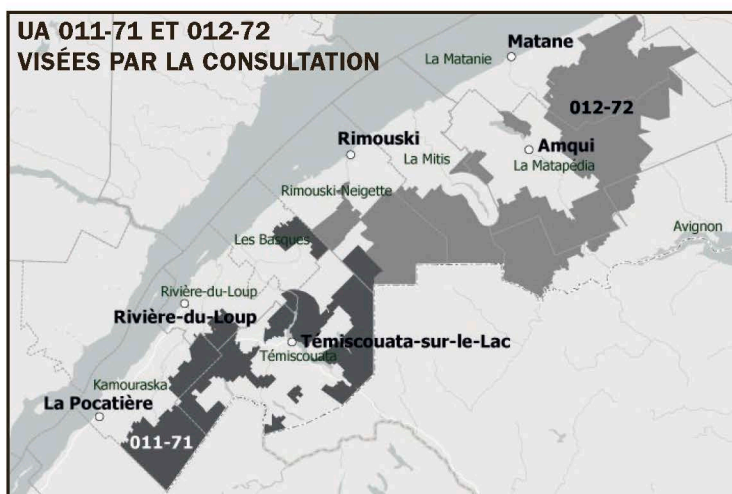 UA 011-71 ET 012-72
VISÉES PAR LA CONSULTATION
Matane
La Matanie
012-72
Rimouski
Amqui
La Mitis
La Matapédia
Rimouski-Neigette
Avignon
Les Basques
Rivière-du-Loup
Rivière-du-Loup
Témiscouata-sur-le-Lac
Témiscouata
Kamouraska
La Pocatière
011-71